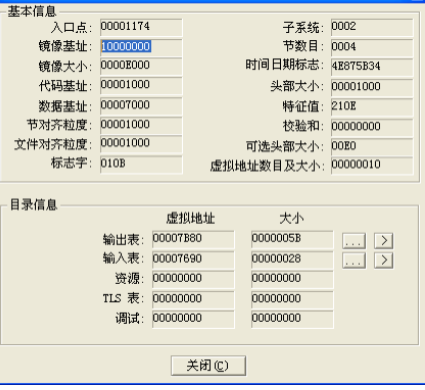 基本信息
入口点: 00001174 子系统: 0002
镜像基址: 10000000 节数目: 0004
镜像大小: 0000E000 时间日期标志: 4E875B34
代码基址: 00001000 头部大小: 00001000
数据基址: 00007000 特征值: 210E
节对齐粒度: 00001000 校验和: 00000000
文件对齐粒度: 00001000 可选头部大小: 00E0
标志字: 010B 虚拟地址数目及大小: 00000010
目录信息
虚拟地址 大小
输出表: 00007B80 0000005B ... >
输入表: 00007690 00000028 ... >
资源: 00000000 00000000
TLS 表: 00000000 00000000
调试: 00000000 00000000
关闭(C)